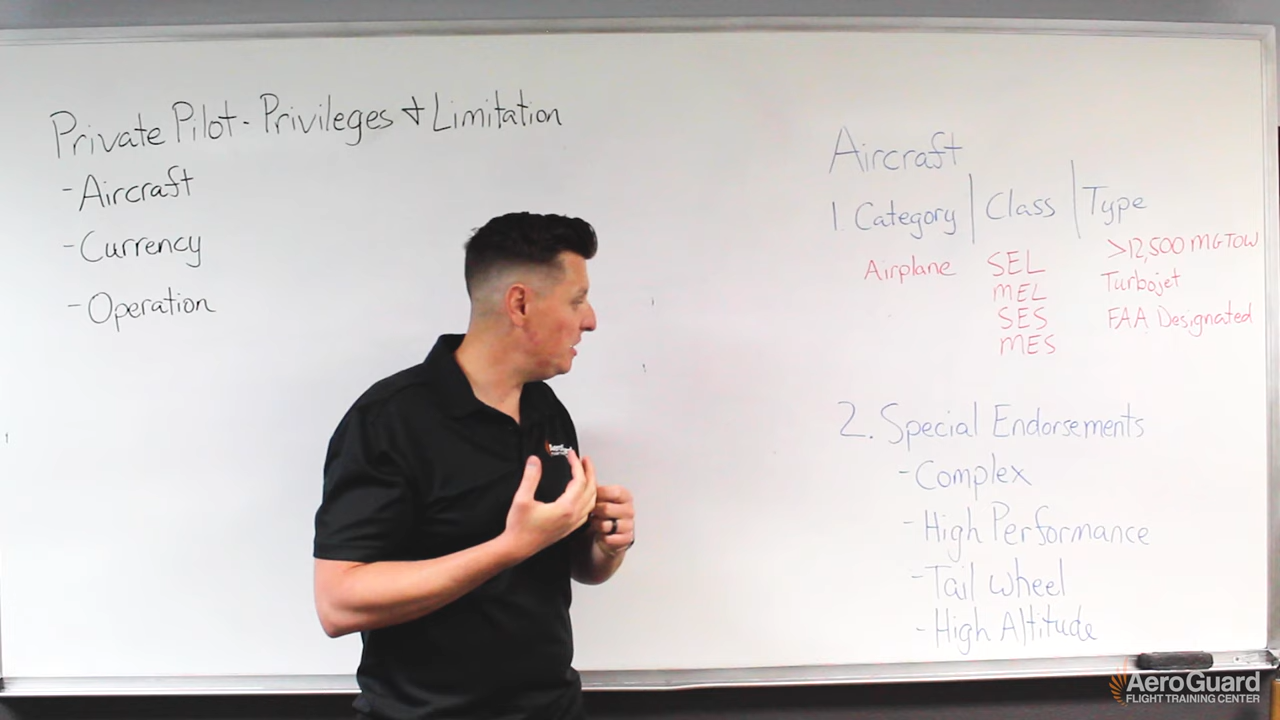 Private Pilot - Privileges & Limitation
- Aircraft
- Currency
- Operation
Aircraft
1. Category | Class | Type
Airplane SEL >12,500 MGTOW
MEL Turbojet
SES FAA Designated
MES
2. Special Endorsements
- Complex
- High Performance
- Tail wheel
- High Altitude
AeroGuard
FLIGHT TRAINING CENTER